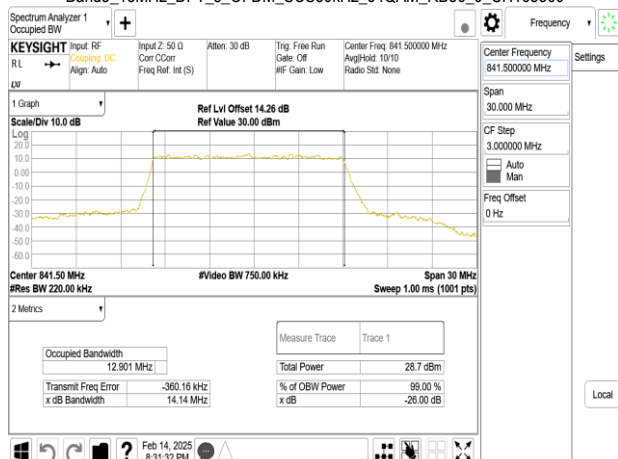 Spectrum Analyzer 1
Occupied BW
+
Frequency
Settings
KEYSIGHT
RL
LXI
Input: RF
Coupling: DC
Align: Auto
Input Z: 50 Ω
Corr CCorr
Freq Ref: Int (S)
Atten: 30 dB
Trig: Free Run
Gate: Off
#IF Gain: Low
Center Freq: 841.500000 MHz
Avg|Hold: 10/10
Radio Std: None
Center Frequency
841.500000 MHz
Span
30.000 MHz
CF Step
3.000000 MHz
Auto
Man
Freq Offset
0 Hz
Local
1 Graph
Scale/Div 10.0 dB
Ref Lvl Offset 14.26 dB
Ref Value 30.00 dBm
Log
20.0
10.0
0.00
-10.0
-20.0
-30.0
-40.0
-50.0
-60.0
Center 841.50 MHz
#Res BW 220.00 kHz
#Video BW 750.00 kHz
Span 30 MHz
Sweep 1.00 ms (1001 pts)
2 Metrics
Occupied Bandwidth
12.901 MHz
Transmit Freq Error -360.16 kHz
x dB Bandwidth 14.14 MHz
Measure Trace Trace 1
Total Power 28.7 dBm
% of OBW Power 99.00 %
x dB -26.00 dB
?
Feb 14, 2025
8:31:32 PM